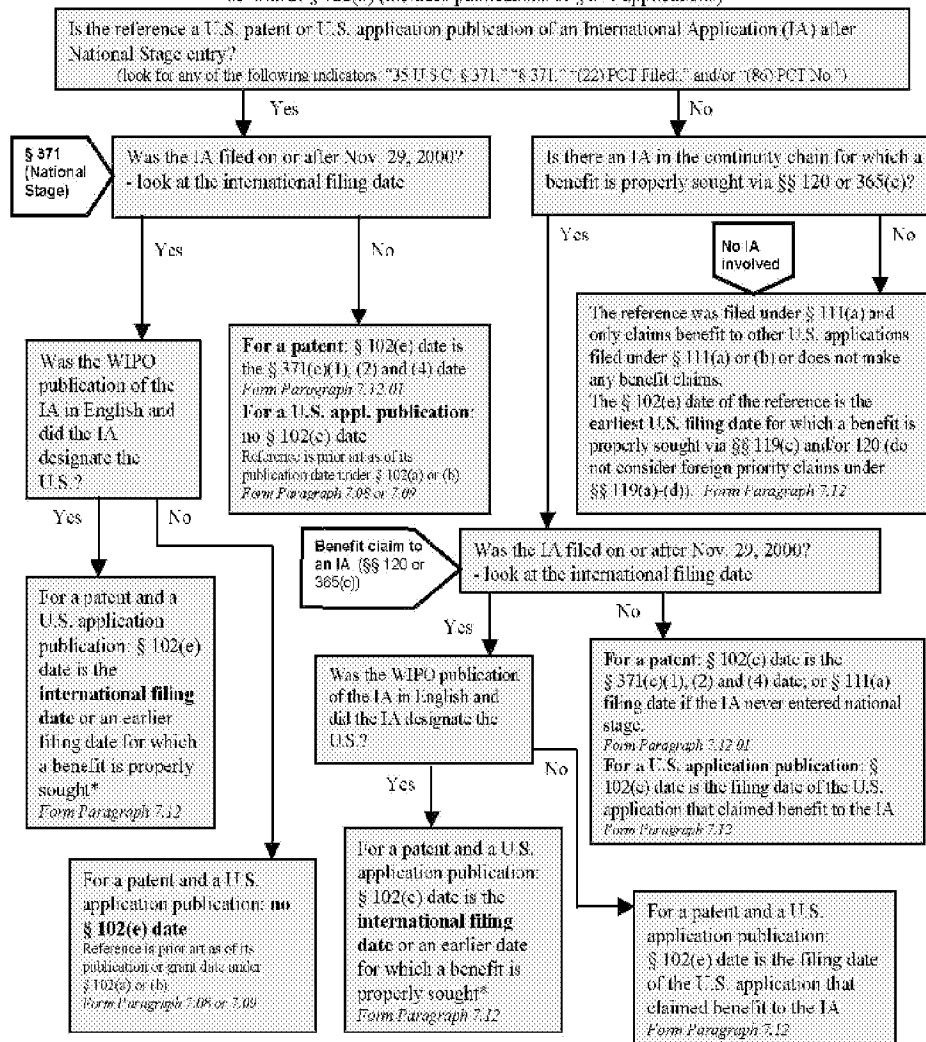 Is the reference a U.S. patent or U.S. application publication of an International Application (IA) after
National Stage entry?
(look for any of the following indicators: "35 U.S.C. § 371," "§ 371," "(22) PCT Filed:," and/or "(86) PCT No.")
Yes
No
§ 371
(National
Stage)
Was the IA filed on or after Nov. 29, 2000?
- look at the international filing date
Is there an IA in the continuity chain for which a
benefit is properly sought via §§ 120 or 365(c)?
Yes
No
Yes
No
No IA
involved
Was the WIPO
publication of the
IA in English and
did the IA
designate the
U.S.?
For a patent: § 102(e) date is
the § 371(c)(1), (2) and (4) date
Form Paragraph 7.12.01
For a U.S. appl. publication:
no § 102(e) date
Reference is prior art as of its
publication date under § 102(a) or (b)
Form Paragraph 7.08 or 7.09
The reference was filed under § 111(a) and
only claims benefit to other U.S. applications
filed under § 111(a) or (b) or does not make
any benefit claims.
The § 102(e) date of the reference is the
earliest U.S. filing date for which a benefit is
properly sought via §§ 119(e) and/or 120 (do
not consider foreign priority claims under
§§ 119(a)-(d)). Form Paragraph 7.12
Yes
No
Benefit claim to
an IA (§§ 120 or
365(c))
Was the IA filed on or after Nov. 29, 2000?
- look at the international filing date
Yes
No
For a patent and a
U.S. application
publication: § 102(e)
date is the
international filing
date or an earlier
filing date for which
a benefit is properly
sought*
Form Paragraph 7.12
Was the WIPO publication
of the IA in English and
did the IA designate the
U.S.?
For a patent: § 102(e) date is the
§ 371(c)(1), (2) and (4) date; or § 111(a)
filing date if the IA never entered national
stage.
Form Paragraph 7.12.01
For a U.S. application publication: §
102(e) date is the filing date of the U.S.
application that claimed benefit to the IA
Form Paragraph 7.12
Yes
No
For a patent and a U.S.
application publication: no
§ 102(e) date
Reference is prior art as of its
publication or grant date under
§ 102(a) or (b)
Form Paragraph 7.08 or 7.09
For a patent and a U.S.
application publication:
§ 102(e) date is the
international filing
date or an earlier date
for which a benefit is
properly sought*
Form Paragraph 7.12
For a patent and a U.S.
application publication:
§ 102(e) date is the filing date
of the U.S. application that
claimed benefit to the IA
Form Paragraph 7.12